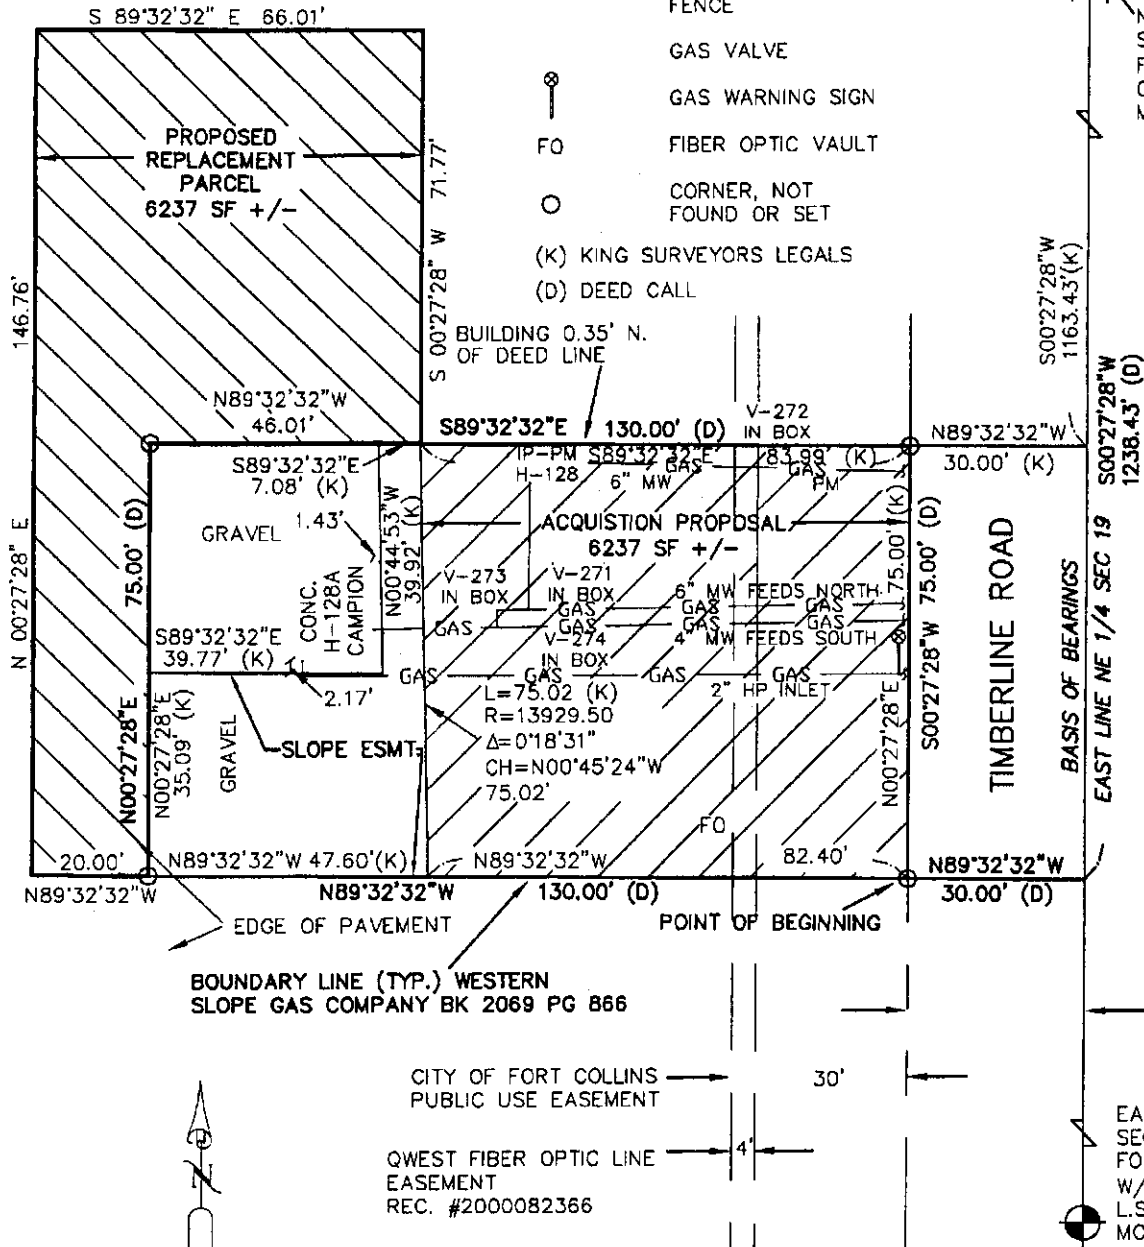 S 89°32'32" E 66.01'
FENCE
GAS VALVE
GAS WARNING SIGN
FO
FIBER OPTIC VAULT
CORNER, NOT
FOUND OR SET
(K) KING SURVEYORS LEGALS
(D) DEED CALL
PROPOSED
REPLACEMENT
PARCEL
6237 SF +/-
S 00°27'28" W 71.77'
146.76'
N 00°27'28" E
BUILDING 0.35' N.
OF DEED LINE
S00°27'28"W
1163.43'(K)
S00°27'28"W
1238.43' (D)
N89°32'32"W
46.01'
S89°32'32"E 130.00' (D)
V-272
IN BOX
N89°32'32"W
30.00' (K)
S89°32'32"E
7.08' (K)
IP-PM
H-128
S89°32'32"E
83.99' (K)
GAS
GAS
6" MW
PM
GRAVEL
1.43'
CONC.
H-128A
CAMPION
N00°44'53"W
39.92' (K)
ACQUISTION PROPOSAL
6237 SF +/-
75.00' (D)
N00°27'28"E
75.00' (K)
N00°27'28"E
S00°27'28"W 75.00' (D)
V-273
IN BOX
V-271
IN BOX
6" MW FEEDS NORTH
GAS GAS GAS
GAS GAS GAS GAS
V-274
IN BOX
4" MW FEEDS SOUTH
S89°32'32"E
39.77' (K)
2.17'
GAS GAS GAS GAS
2" HP INLET
L=75.02 (K)
R=13929.50
Δ=0°18'31"
CH=N00°45'24"W
75.02'
N00°27'28"E
35.09' (K)
GRAVEL
SLOPE ESMT.
TIMBERLINE ROAD
BASIS OF BEARINGS
EAST LINE NE 1/4 SEC 19
FO
20.00'
N89°32'32"W
N89°32'32"W 47.60'(K)
N89°32'32"W
82.40'
N89°32'32"W
130.00' (D)
N89°32'32"W
30.00' (D)
EDGE OF PAVEMENT
POINT OF BEGINNING
BOUNDARY LINE (TYP.) WESTERN
SLOPE GAS COMPANY BK 2069 PG 866
CITY OF FORT COLLINS
PUBLIC USE EASEMENT
30'
QWEST FIBER OPTIC LINE
EASEMENT
REC. #2000082366
4'
N
W/